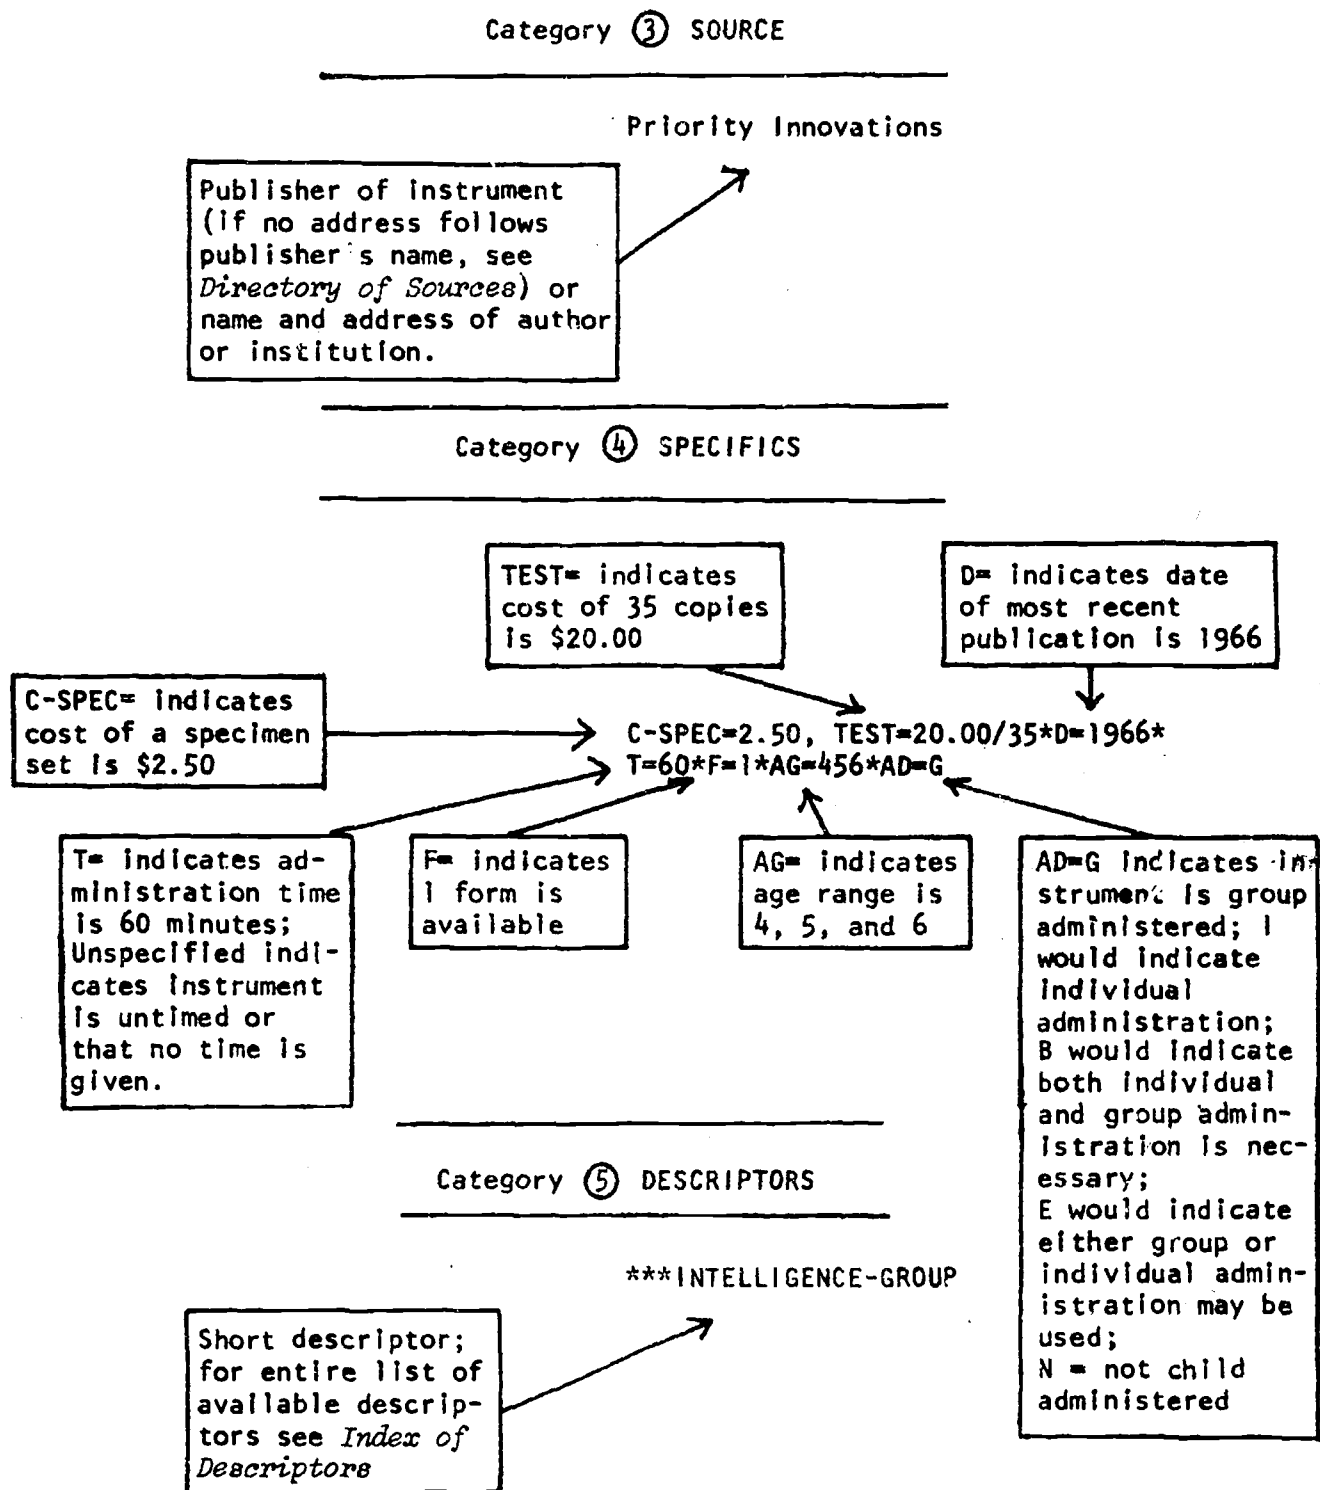 Category ③ SOURCE
Priority Innovations
Publisher of instrument
(if no address follows
publisher's name, see
Directory of Sources) or
name and address of author
or institution.
Category ④ SPECIFICS
TEST= indicates
cost of 35 copies
is $20.00
D= indicates date
of most recent
publication is 1966
C-SPEC= indicates
cost of a specimen
set is $2.50
C-SPEC=2.50, TEST=20.00/35*D=1966*
T=60*F=1*AG=456*AD=G
T= indicates ad-
ministration time
is 60 minutes;
Unspecified indi-
cates instrument
is untimed or
that no time is
given.
F= indicates
1 form is
available
AG= indicates
age range is
4, 5, and 6
AD=G indicates in-
strument is group
administered; I
would indicate
individual
administration;
B would indicate
both individual
and group admin-
istration is nec-
essary;
E would indicate
either group or
individual admin-
istration may be
used;
N = not child
administered
Category ⑤ DESCRIPTORS
***INTELLIGENCE-GROUP
Short descriptor;
for entire list of
available descrip-
tors see Index of
Descriptors